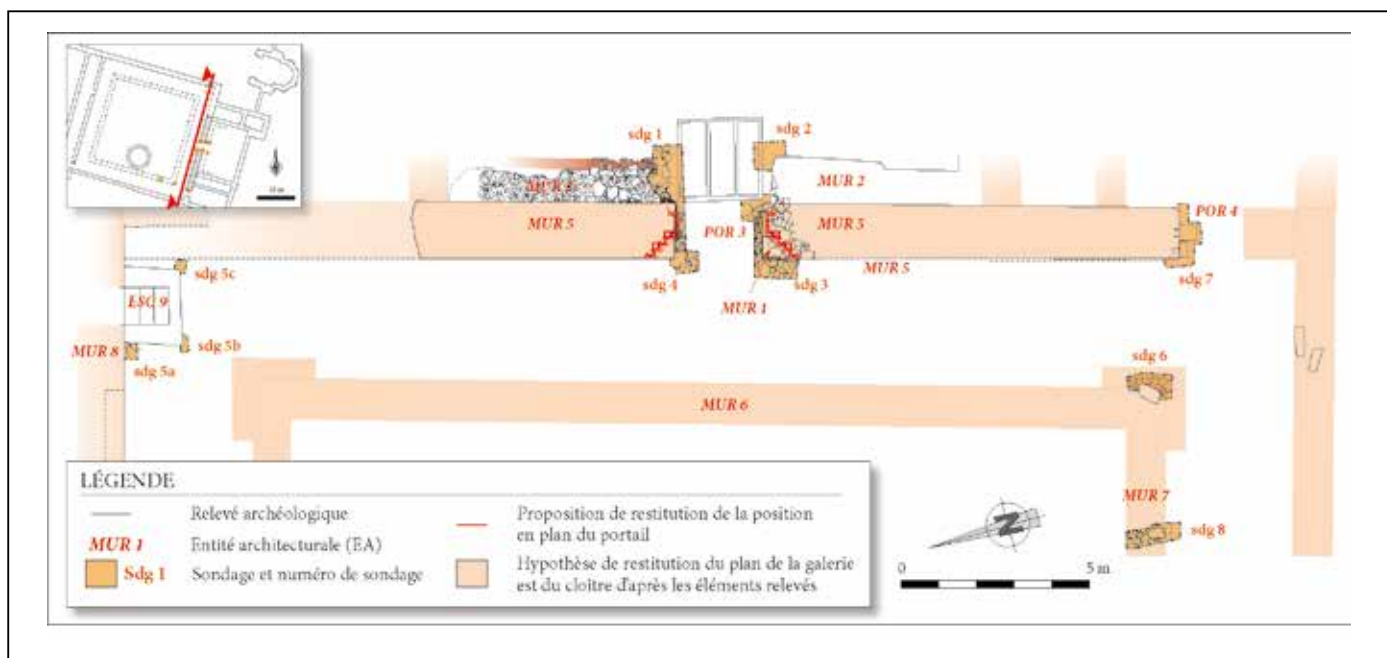 sdg 1
sdg 2
MUR 2
MUR 5
POR 3
MUR 5
POR 4
sdg 5c
sdg 4
MUR 5
sdg 3
sdg 7
ESC 9
MUR 1
MUR 8
sdg 5b
sdg 5a
sdg 6
MUR 6
LÉGENDE
Relevé archéologique
MUR 1 Entité architecturale (EA)
Sdg 1 Sondage et numéro de sondage
Proposition de restitution de la position
en plan du portail
Hypothèse de restitution du plan de la galerie
est du cloître d'après les éléments relevés
MUR 7
sdg 8
N
0 5 m